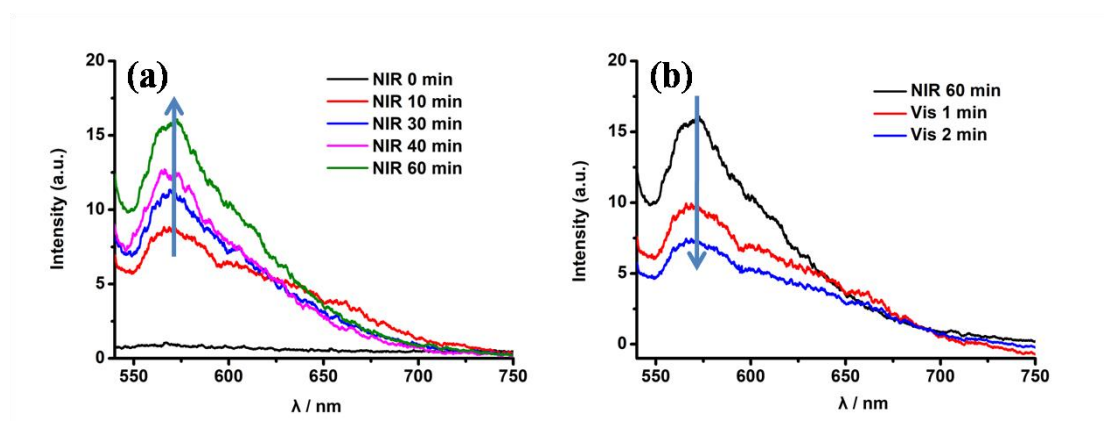 (a)
20
15
10
5
0
Intensity (a.u.)
NIR 0 min
NIR 10 min
NIR 30 min
NIR 40 min
NIR 60 min
550 600 650 700 750
λ / nm
(b)
20
15
10
5
0
Intensity (a.u.)
NIR 60 min
Vis 1 min
Vis 2 min
550 600 650 700 750
λ / nm